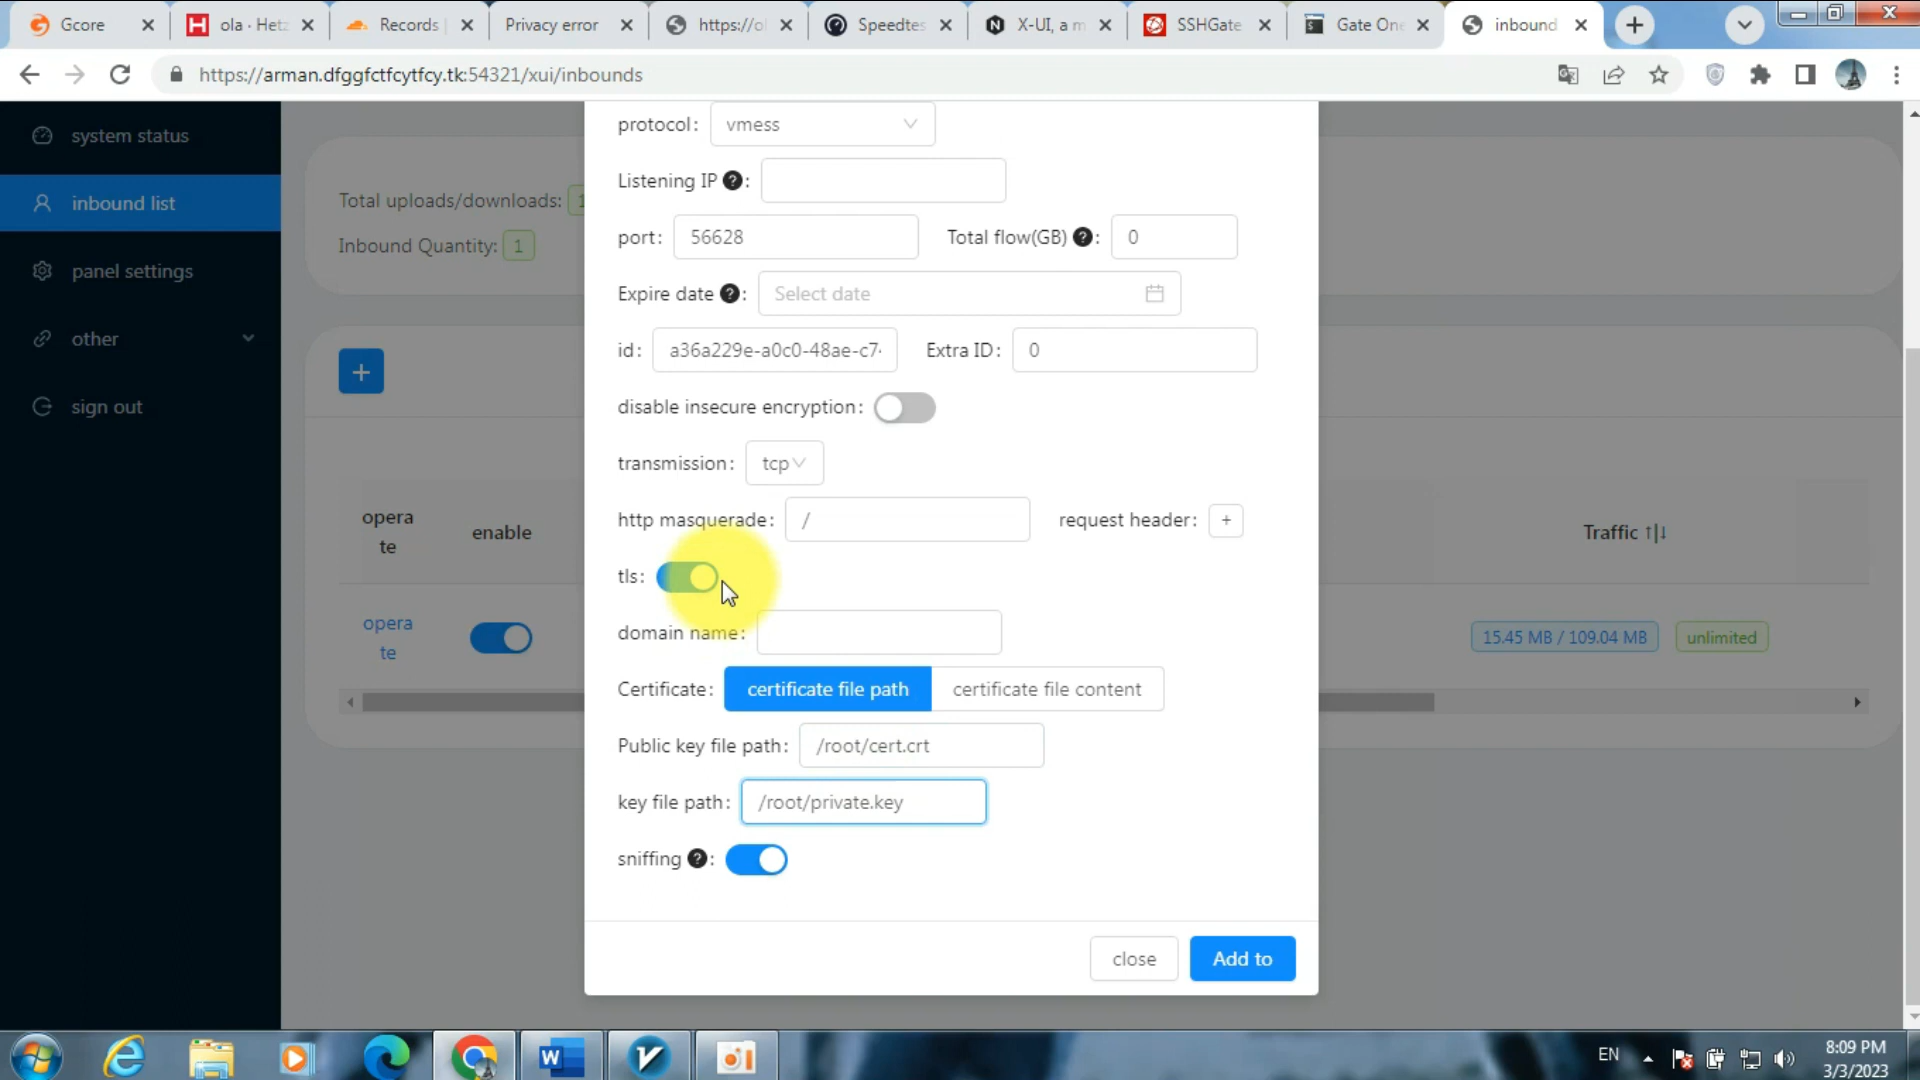 Gcore
ola · Hetz
Records
Privacy error
https://ol
Speedtes
X-UI, a m
SSHGate
Gate One
inbound
https://arman.dfggfctfcytfcy.tk:54321/xui/inbounds
system status
inbound list
panel settings
other
sign out
Total uploads/downloads: 1
Inbound Quantity: 1
+
opera
te
enable
Traffic
opera
te
15.45 MB / 109.04 MB
unlimited
protocol: vmess
Listening IP ? :
port: 56628 Total flow(GB) ? : 0
Expire date ? : Select date
id: a36a229e-a0c0-48ae-c74 Extra ID: 0
disable insecure encryption:
transmission: tcp
http masquerade: / request header: +
tls:
domain name:
Certificate: certificate file path certificate file content
Public key file path: /root/cert.crt
key file path: /root/private.key
sniffing ? :
close Add to
EN
8:09 PM
3/3/2023